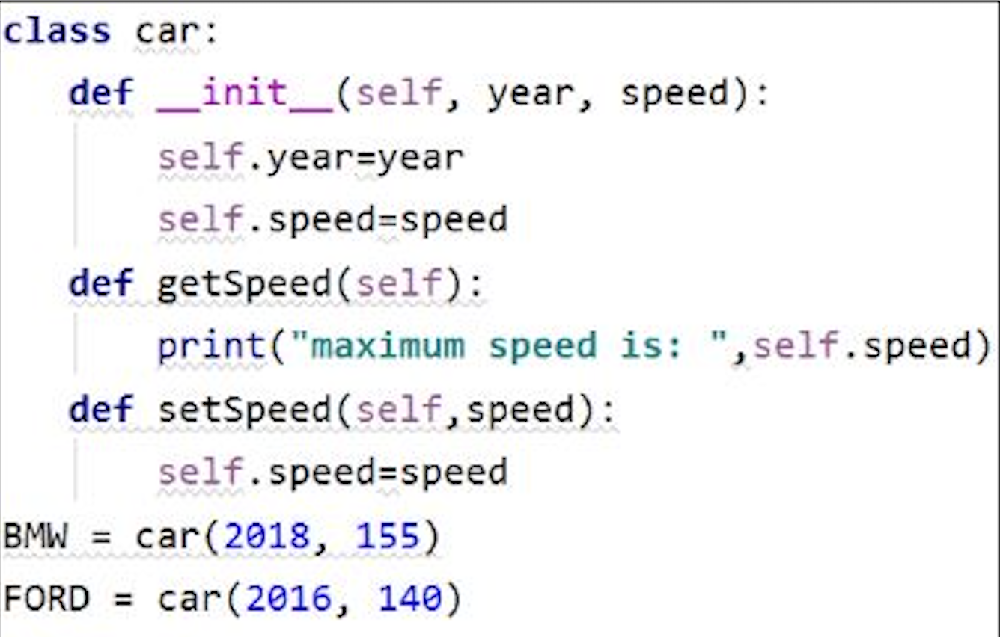 class car:
   def __init__(self, year, speed):
       self.year=year
       self.speed=speed
   def getSpeed(self):
       print("maximum speed is: ",self.speed)
   def setSpeed(self,speed):
       self.speed=speed
BMW = car(2018, 155)
FORD = car(2016, 140)